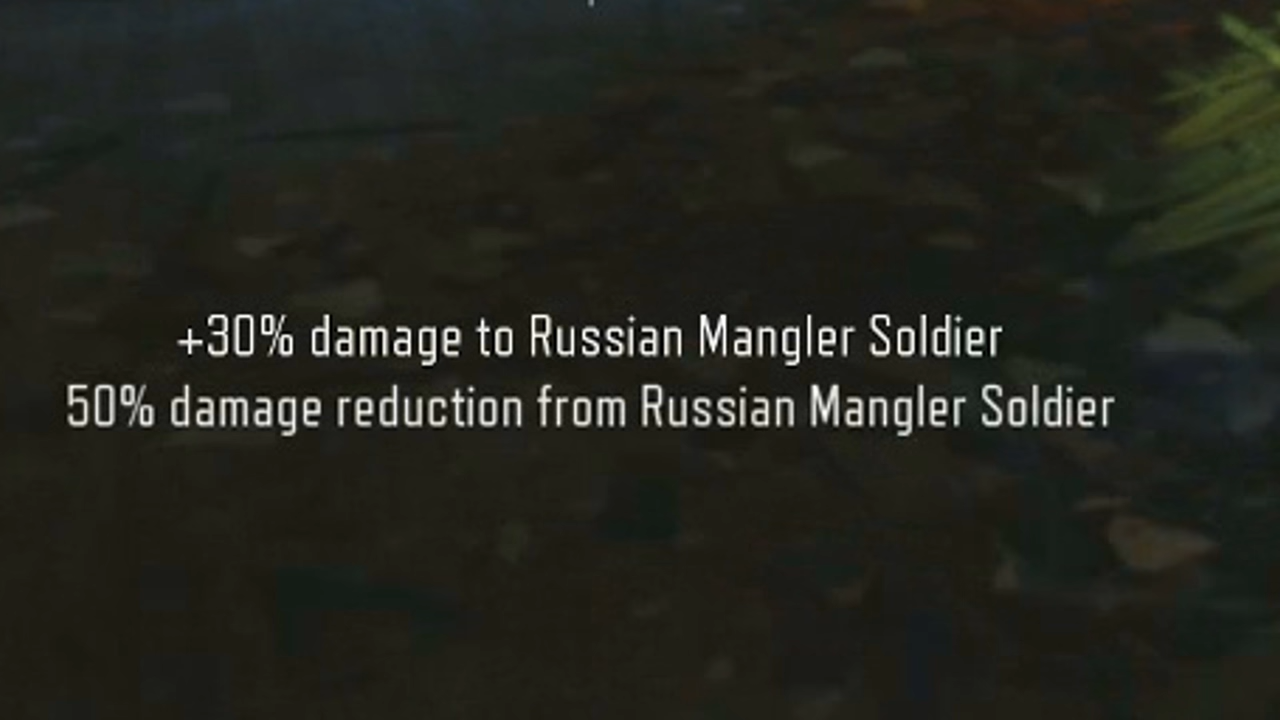 +30% damage to Russian Mangler Soldier
50% damage reduction from Russian Mangler Soldier